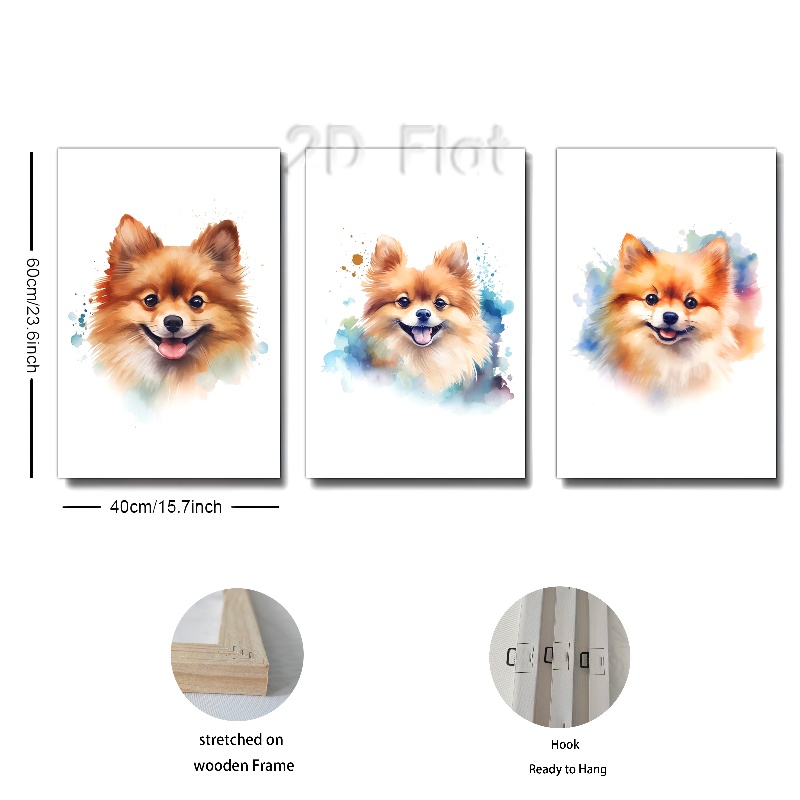 2D Flat
60cm/23.6inch
40cm/15.7inch
stretched on
wooden Frame
Hook
Ready to Hang